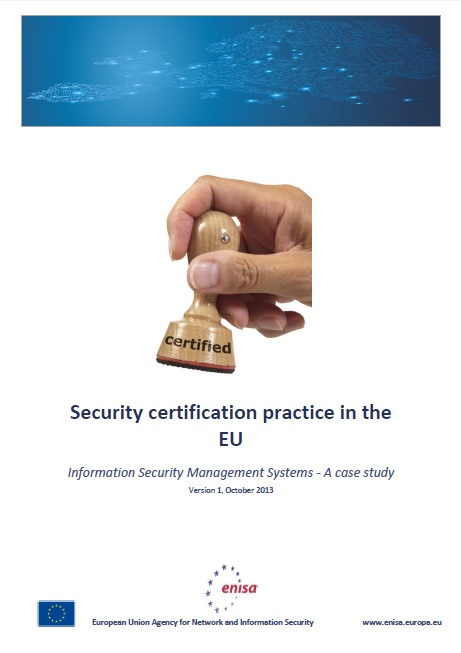 certified
Security certification practice in the
EU
Information Security Management Systems - A case study
Version 1, October 2013
enisa
European Union Agency for Network and Information Security www.enisa.europa.eu